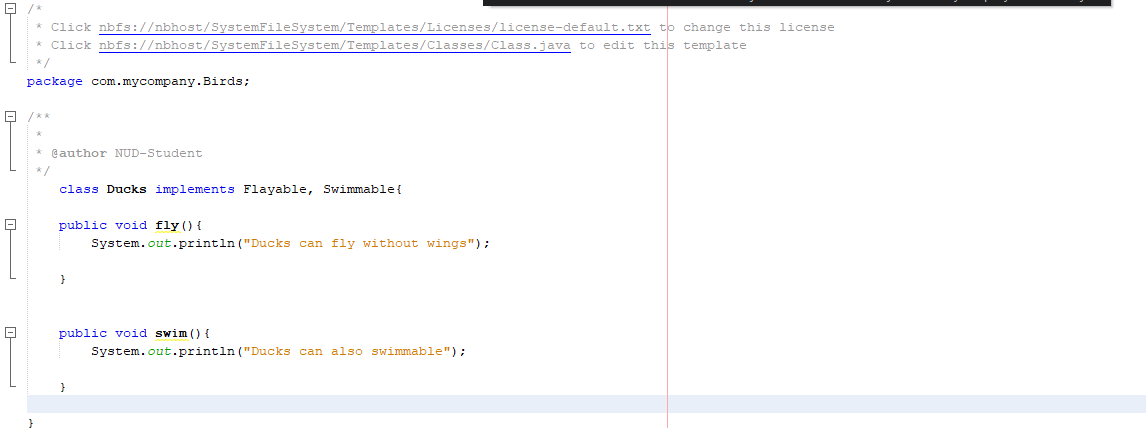 /*
 * Click nbfs://nbhost/SystemFileSystem/Templates/Licenses/license-default.txt to change this license
 * Click nbfs://nbhost/SystemFileSystem/Templates/Classes/Class.java to edit this template
 */
package com.mycompany.Birds;
/**
 *
 * @author NUD-Student
 */
class Ducks implements Flayable, Swimmable{
public void fly(){
System.out.println("Ducks can fly without wings");
}
public void swim(){
System.out.println("Ducks can also swimmable");
}
}